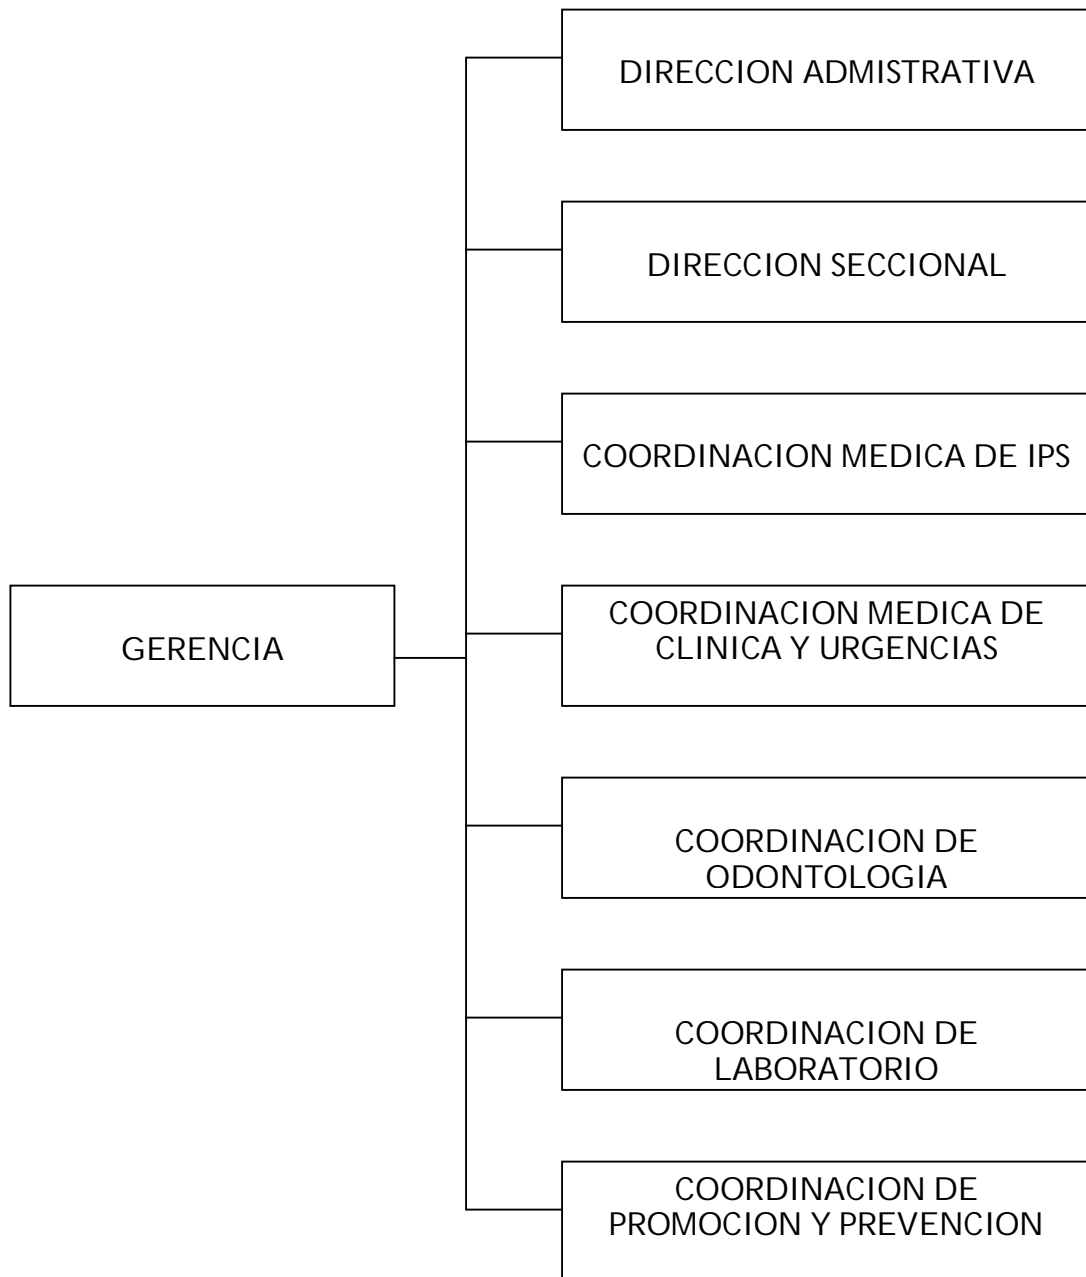 DIRECCION ADMISTRATIVA
DIRECCION SECCIONAL
COORDINACION MEDICA DE IPS
GERENCIA
COORDINACION MEDICA DE
CLINICA Y URGENCIAS
COORDINACION DE
ODONTOLOGIA
COORDINACION DE
LABORATORIO
COORDINACION DE
PROMOCION Y PREVENCION